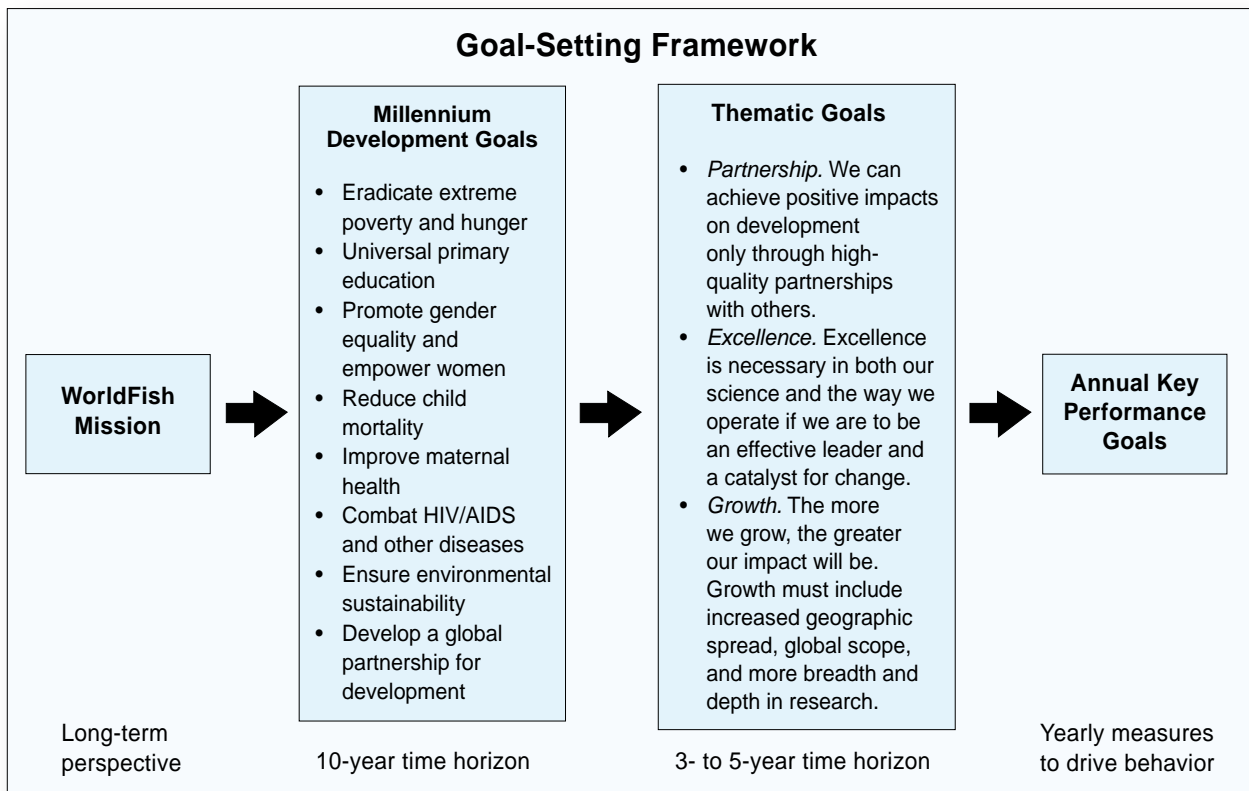 Goal-Setting Framework
WorldFish
Mission
Long-term
perspective
Millennium
Development Goals
• Eradicate extreme
poverty and hunger
• Universal primary
education
• Promote gender
equality and
empower women
• Reduce child
mortality
• Improve maternal
health
• Combat HIV/AIDS
and other diseases
• Ensure environmental
sustainability
• Develop a global
partnership for
development
10-year time horizon
Thematic Goals
• Partnership. We can
achieve positive impacts
on development
only through high-
quality partnerships
with others.
• Excellence. Excellence
is necessary in both our
science and the way we
operate if we are to be
an effective leader and
a catalyst for change.
• Growth. The more
we grow, the greater
our impact will be.
Growth must include
increased geographic
spread, global scope,
and more breadth and
depth in research.
3- to 5-year time horizon
Annual Key
Performance
Goals
Yearly measures
to drive behavior